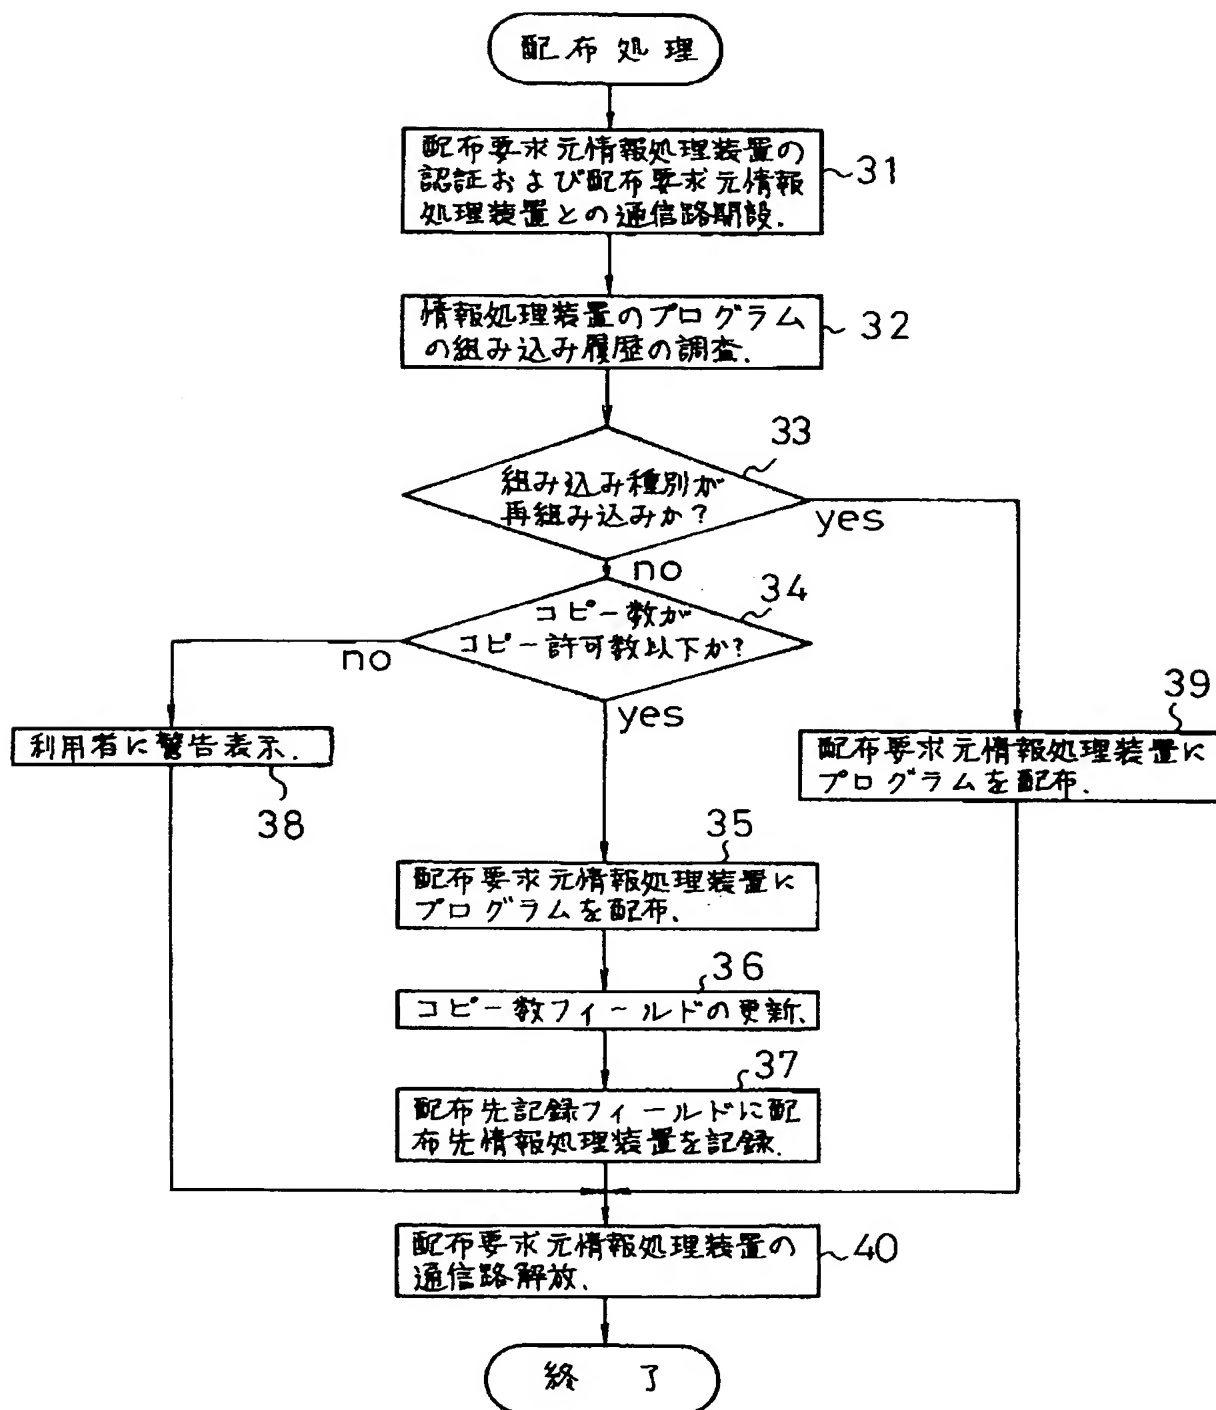 配布処理
配布要求元情報処理装置の
認証および配布要求元情報
処理装置との通信路期設.
31
情報処理装置のプログラム
の組み込み履歴の調査.
32
33
組み込み種別が
再組み込みか?
yes
no
34
コピー数が
コピー許可数以下か?
no
yes
39
利用者に警告表示.
38
配布要求元情報処理装置に
プログラムを配布.
35
配布要求元情報処理装置に
プログラムを配布.
36
コピー数フィールドの更新.
37
配布先記録フィールドに配
布先情報処理装置を記録.
配布要求元情報処理装置の
通信路解放.
40
終了